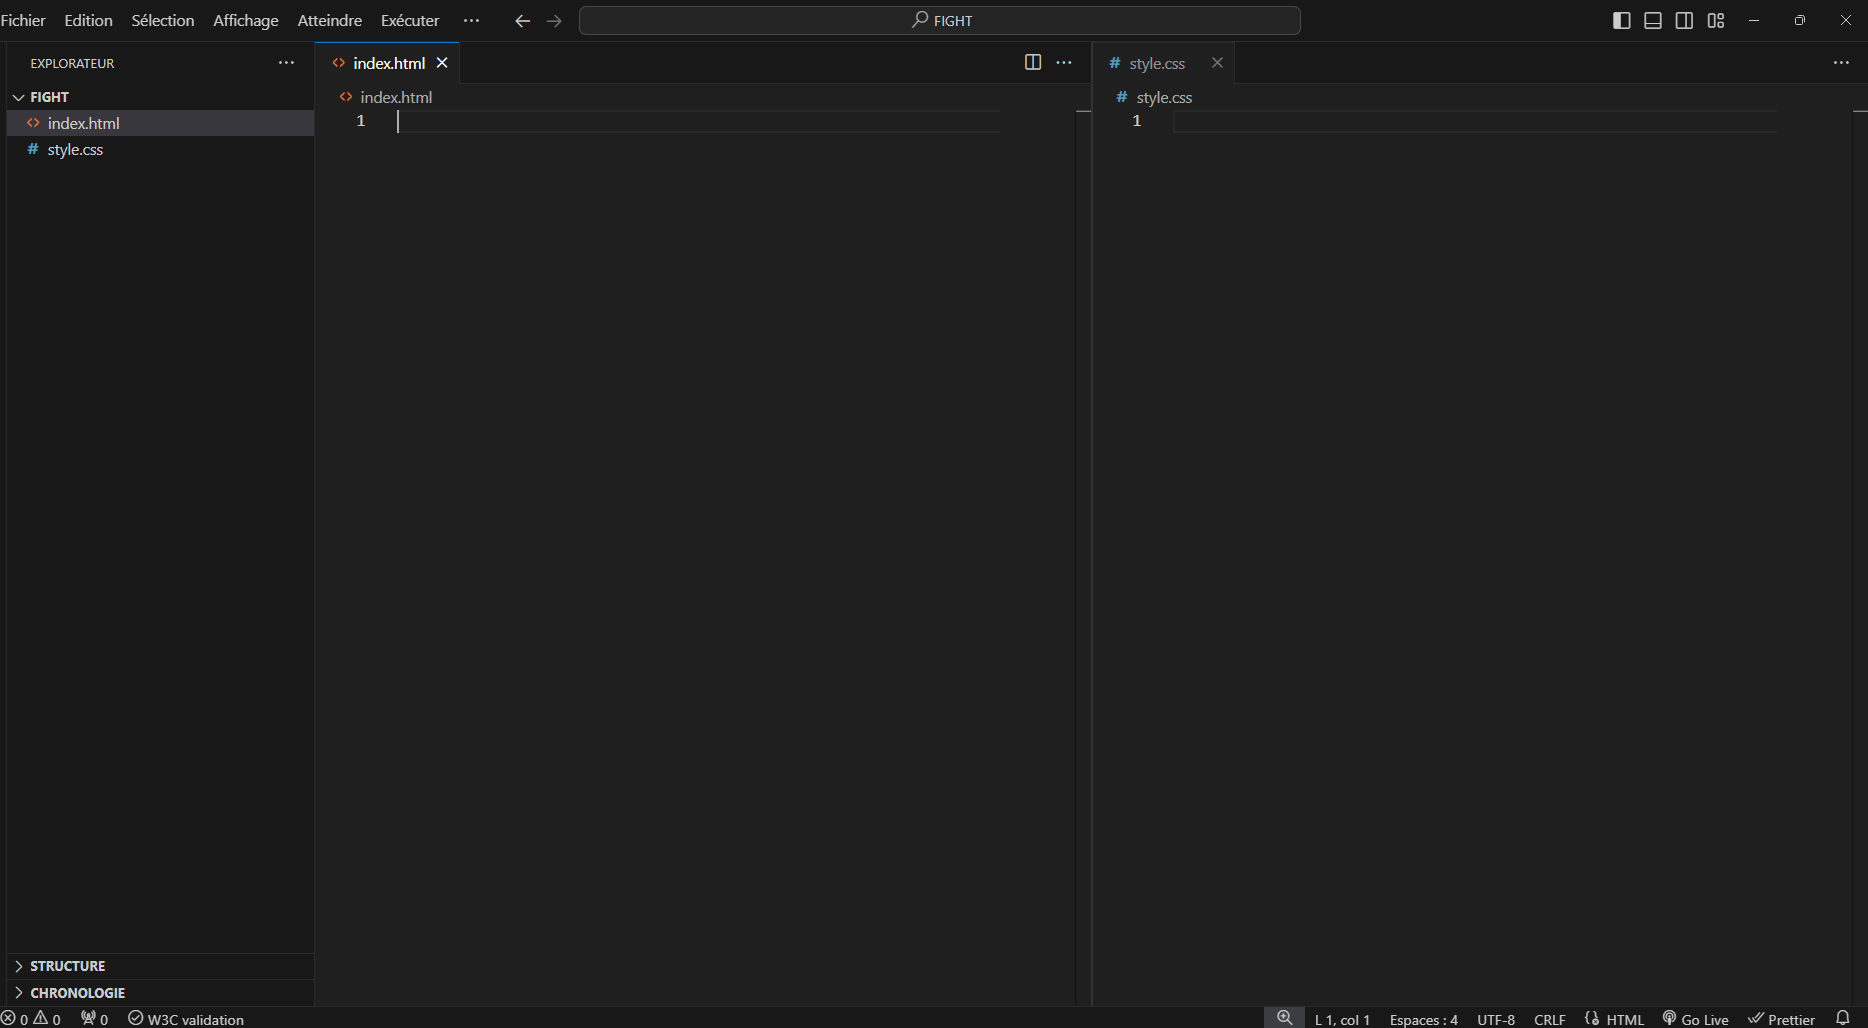 Fichier Edition Sélection Affichage Atteindre Exécuter ... FIGHT
EXPLORATEUR ...
FIGHT
index.html
style.css
index.html
index.html
1
style.css
style.css
1
STRUCTURE
CHRONOLOGIE
0 0 0 W3C validation L 1, col 1 Espaces : 4 UTF-8 CRLF HTML Go Live Prettier